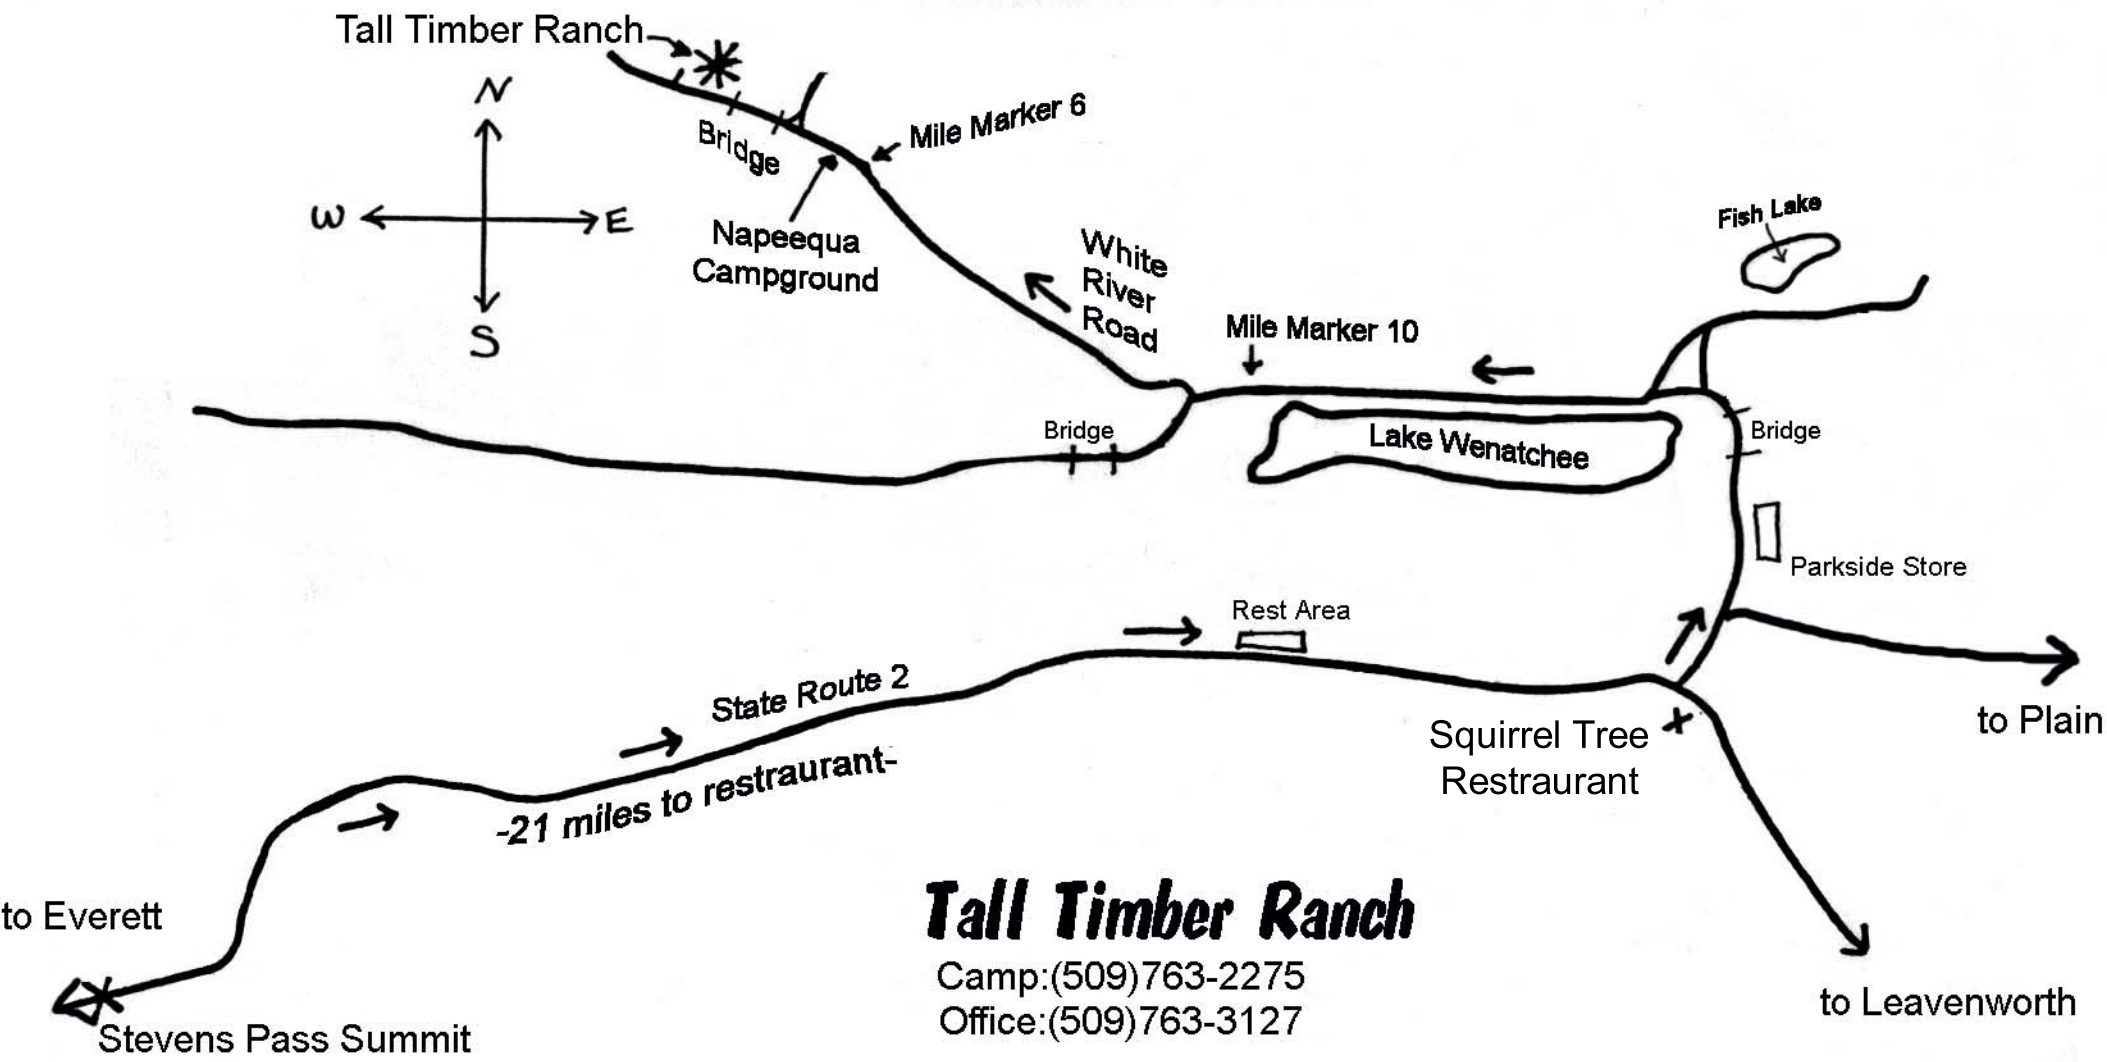 Tall Timber Ranch
N
W
E
S
Mile Marker 6
Bridge
Napeequa
Campground
White
River
Road
Fish Lake
Mile Marker 10
Bridge
Lake Wenatchee
Bridge
Parkside Store
Rest Area
State Route 2
-21 miles to restraurant-
Squirrel Tree
Restraurant
to Plain
to Everett
Stevens Pass Summit
to Leavenworth
Tall Timber Ranch
Camp:(509)763-2275
Office:(509)763-3127